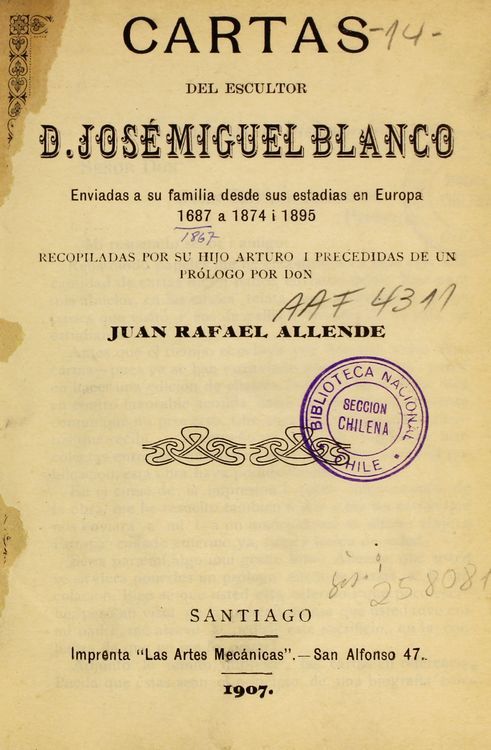 CARTAS -14-
DEL ESCULTOR
D. JOSÉ MIGUEL BLANCO
Enviadas a su familia desde sus estadias en Europa
1687 a 1874 i 1895
1867
RECOPILADAS POR SU HIJO ARTURO I PRECEDIDAS DE UN
PRÓLOGO POR DON
AAF 4311
JUAN RAFAEL ALLENDE
BIBLIOTECA NACIONAL
SECCION
CHILENA
CHILE
258081
SANTIAGO
Imprenta "Las Artes Mecánicas".—San Alfonso 47.
1907.